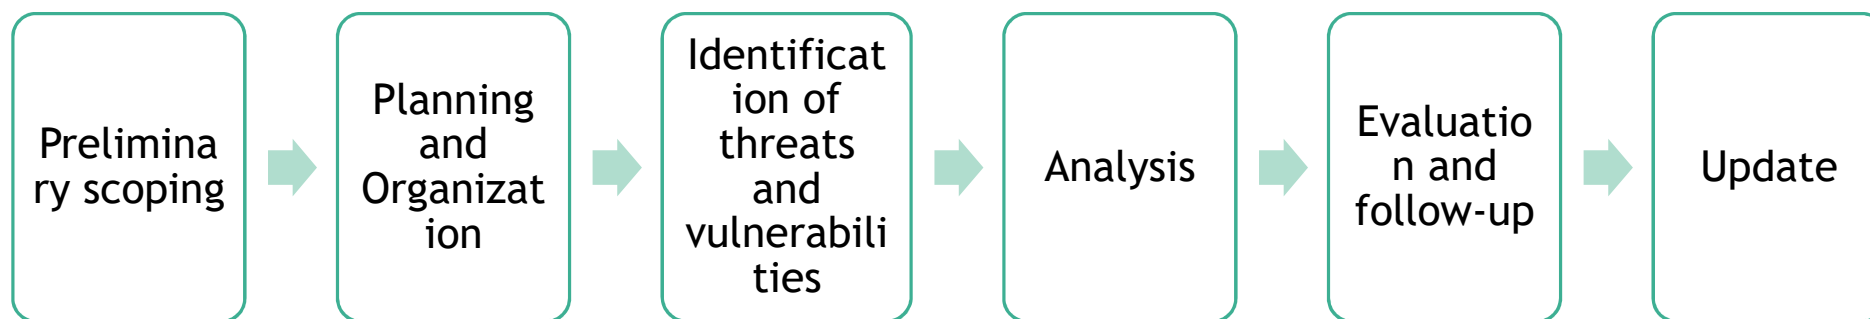 Prelimina
ry scoping
Planning
and
Organizat
ion
Identificat
ion of
threats
and
vulnerabili
ties
Analysis
Evaluatio
n and
follow-up
Update